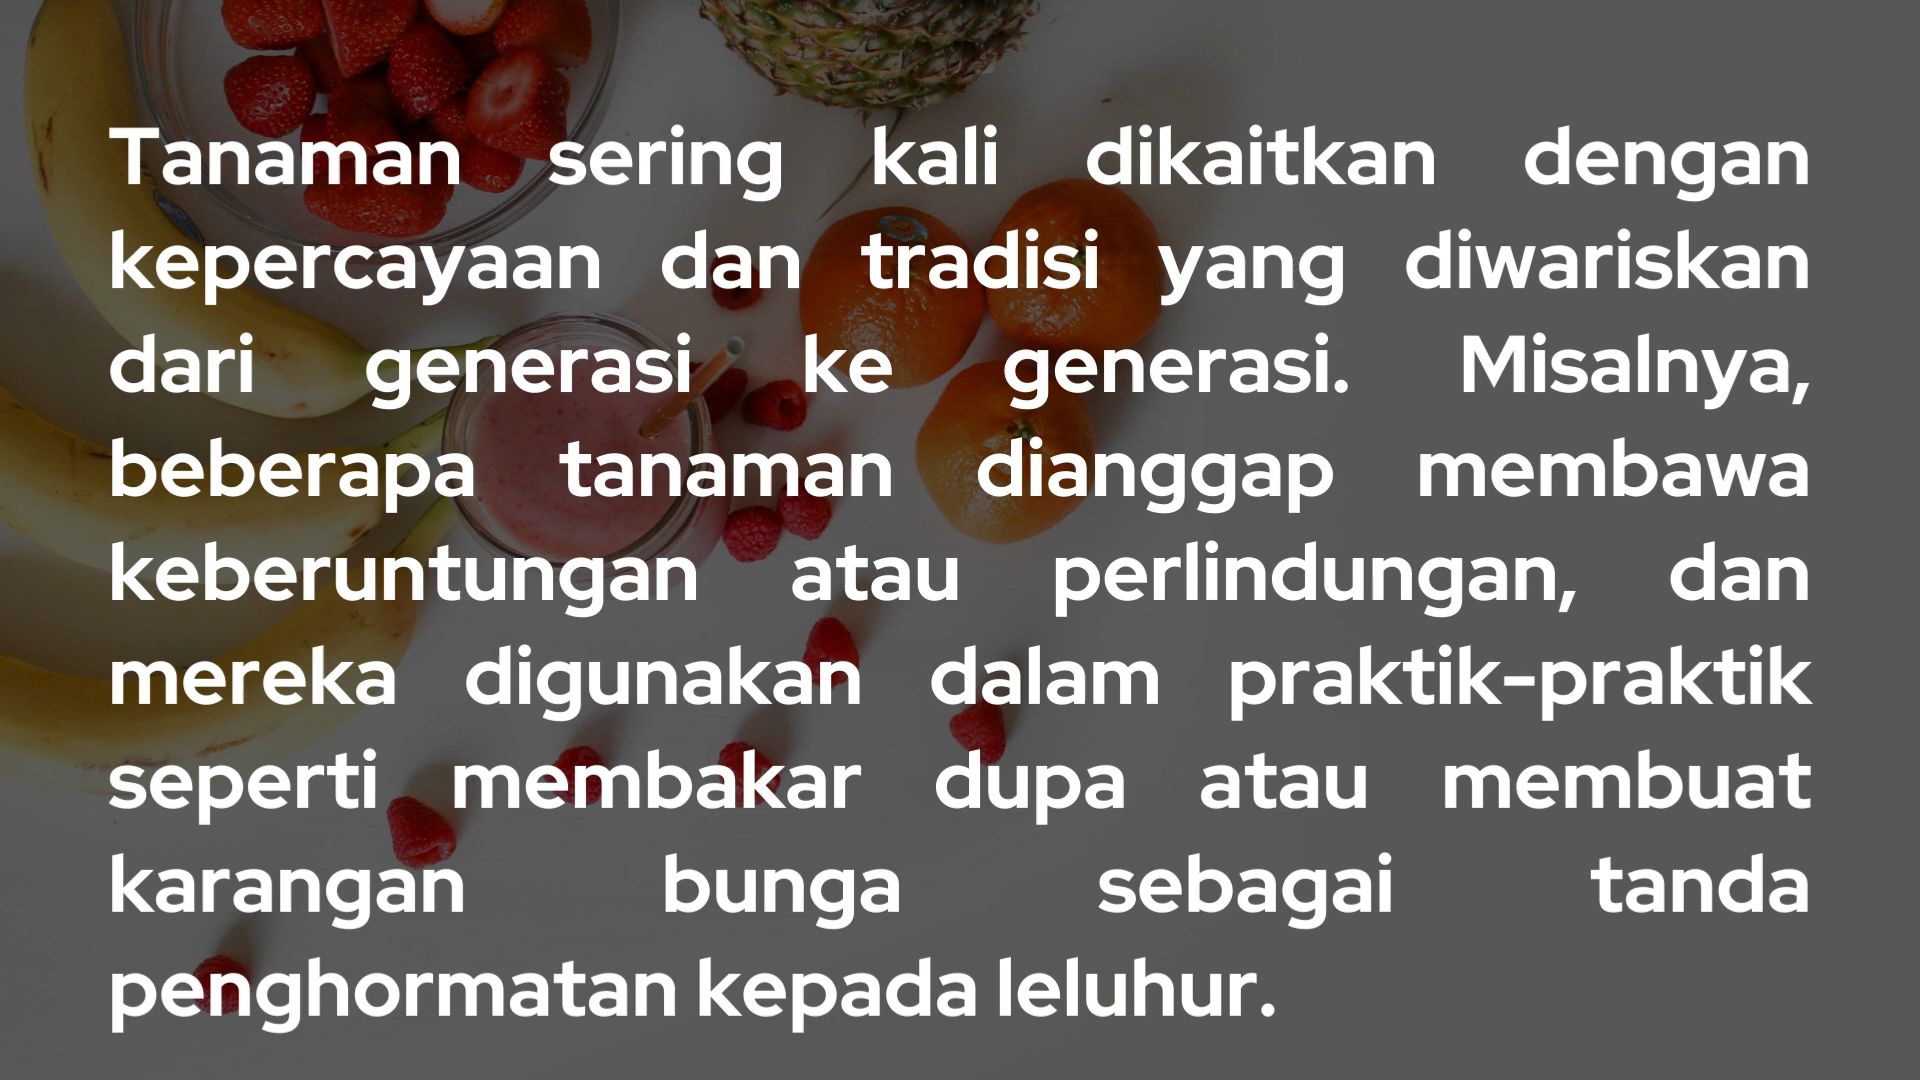 Tanaman sering kali dikaitkan dengan
kepercayaan dan tradisi yang diwariskan
dari generasi ke generasi. Misalnya,
beberapa tanaman dianggap membawa
keberuntungan atau perlindungan, dan
mereka digunakan dalam praktik-praktik
seperti membakar dupa atau membuat
karangan bunga sebagai tanda
penghormatan kepada leluhur.